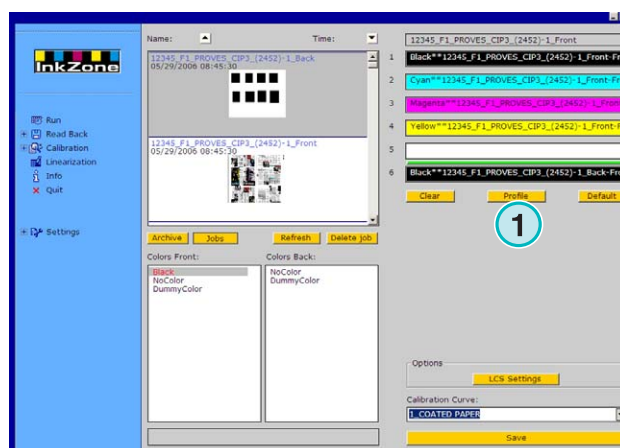 InkZone
Run
Read Back
Calibration
Linearization
Info
Quit
Settings
Name:
Time:
12345_F1_PROVES_CIP3_(2452)-1_Back
05/29/2006 08:45:30
12345_F1_PROVES_CIP3_(2452)-1_Front
05/29/2006 08:45:30
Archive
Jobs
Refresh
Delete job
Colors Front:
Black
NoColor
DummyColor
Colors Back:
NoColor
DummyColor
12345_F1_PROVES_CIP3_(2452)-1_Front
1 Black**12345_F1_PROVES_CIP3_(2452)-1_Front-Fr
2 Cyan**12345_F1_PROVES_CIP3_(2452)-1_Front-Fr
3 Magenta**12345_F1_PROVES_CIP3_(2452)-1_Front
4 Yellow**12345_F1_PROVES_CIP3_(2452)-1_Front-F
5
6 Black**12345_F1_PROVES_CIP3_(2452)-1_Back-Fro
Clear
Profile
Default
1
Options
LCS Settings
Calibration Curve:
1_COATED PAPER
Save